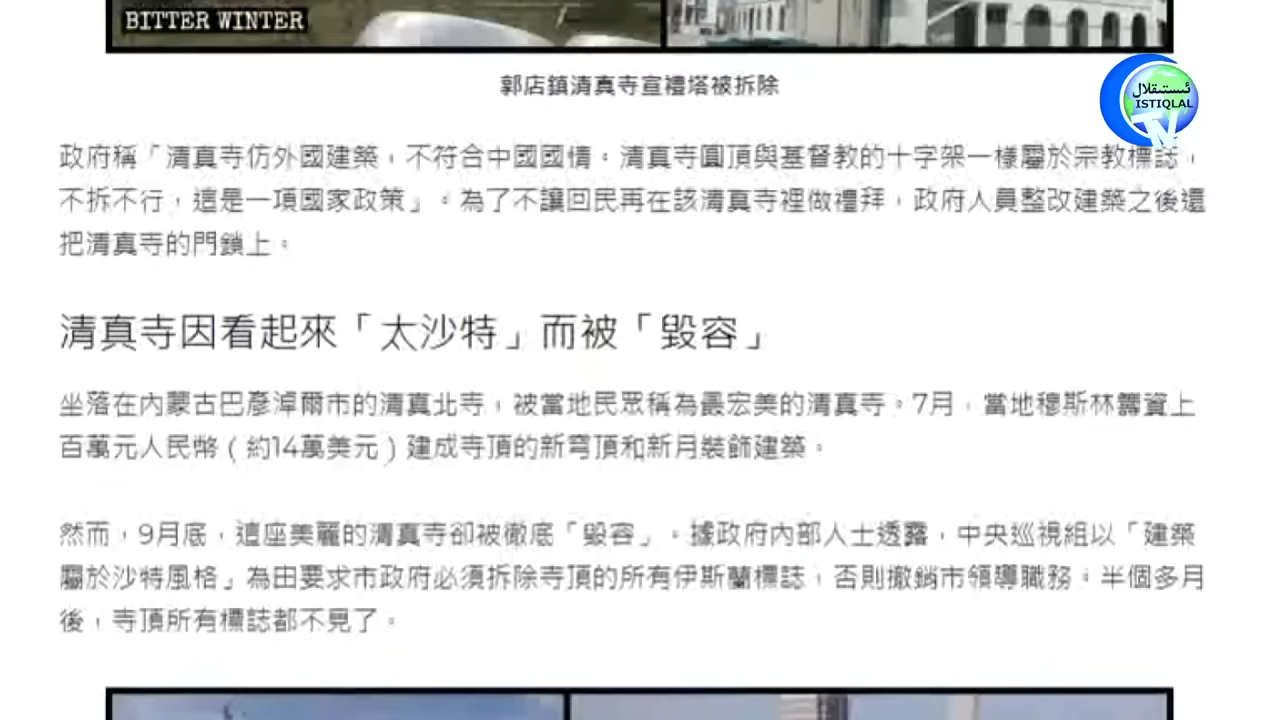 BITTER WINTER
郭店鎮清真寺宣禮塔被拆除
ئىستىقلال
ISTIQLAL
TV
政府稱「清真寺仿外國建築，不符合中國國情。清真寺圓頂與基督教的十字架一樣屬於宗教標誌，
不拆不行，這是一項國家政策」。為了不讓回民再在該清真寺裡做禮拜，政府人員整改建築之後還
把清真寺的門鎖上。
清真寺因看起來「太沙特」而被「毀容」
坐落在內蒙古巴彥淖爾市的清真北寺，被當地民眾稱為最宏美的清真寺。7月，當地穆斯林籌資上
百萬元人民幣（約14萬美元）建成寺頂的新穹頂和新月裝飾建築。
然而，9月底，這座美麗的清真寺卻被徹底「毀容」。據政府內部人士透露，中央巡視組以「建築
屬於沙特風格」為由要求市政府必須拆除寺頂的所有伊斯蘭標誌，否則撤銷市領導職務。半個多月
後，寺頂所有標誌都不見了。